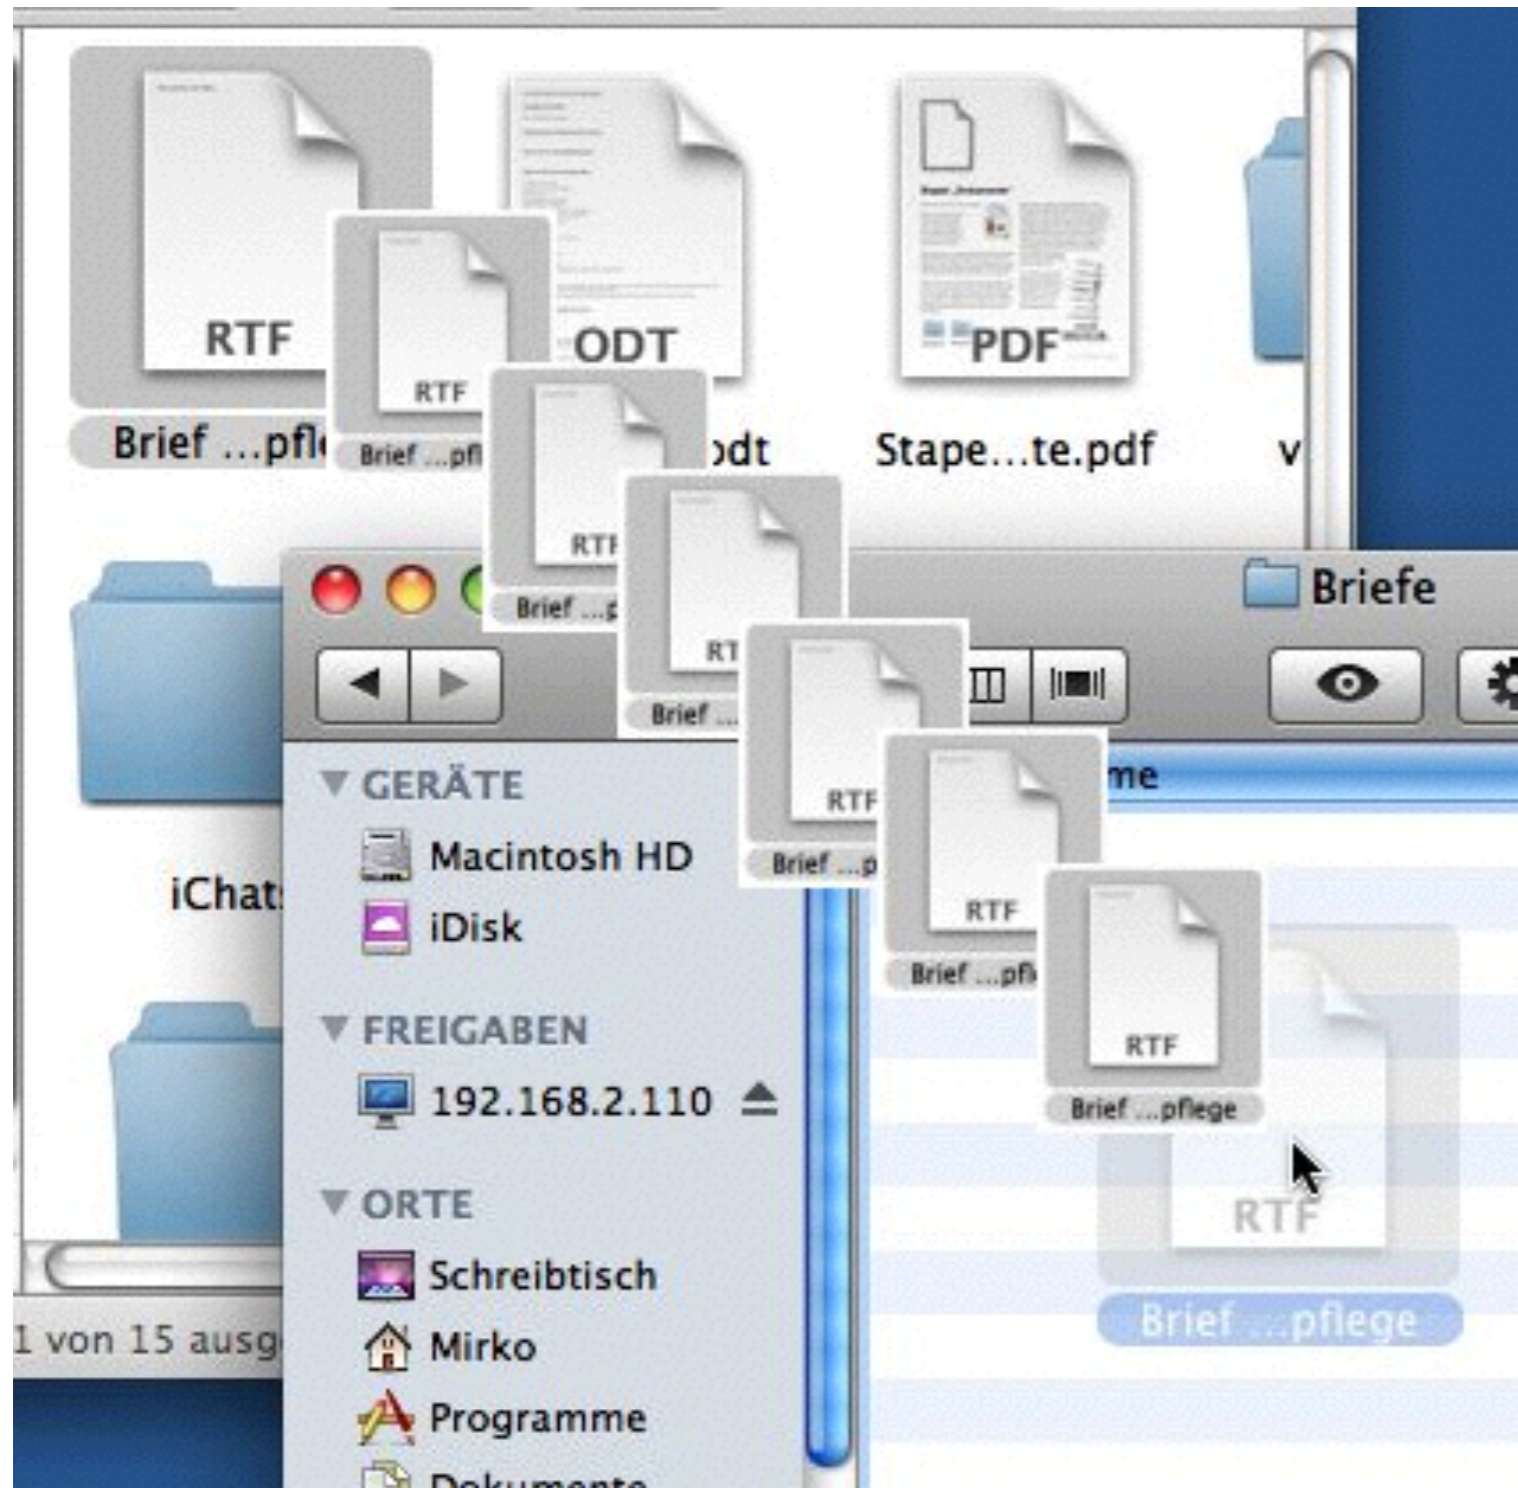 RTF
ODT
PDF
Brief ...pfl
odt
Stape...te.pdf
v
RTF
Brief ...pfl
RTF
Brief ...p
RT
Brief ...
RTF
Brief ...p
RTF
Brief ...pfl
RTF
Brief ...pflege
RTF
Brief ...pflege
Briefe
me
iChats
1 von 15 ausg
GERÄTE
Macintosh HD
iDisk
FREIGABEN
192.168.2.110
ORTE
Schreibtisch
Mirko
Programme
Dokumente